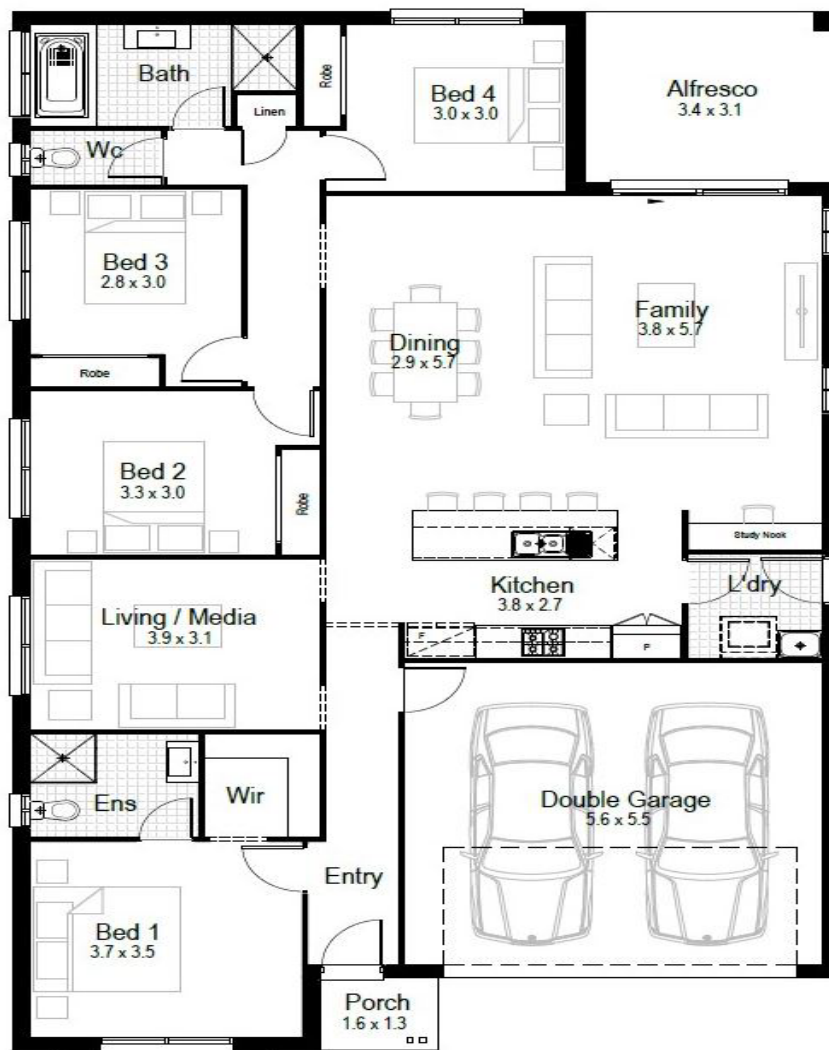 Bath
Robe
Bed 4
3.0 x 3.0
Alfresco
3.4 x 3.1
Linen
Wc
Bed 3
2.8 x 3.0
Robe
Dining
2.9 x 5.7
Family
3.8 x 5.7
Bed 2
3.3 x 3.0
Robe
Study Nook
Kitchen
3.8 x 2.7
L'dry
F
P
Living / Media
3.9 x 3.1
Ens
Wir
Double Garage
5.6 x 5.5
Entry
Bed 1
3.7 x 3.5
Porch
1.6 x 1.3